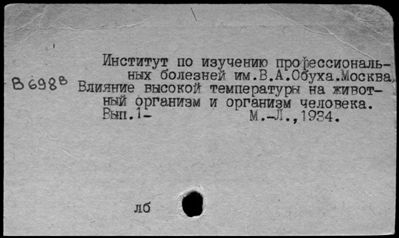 Институт по изучению профессиональ-
ных болезней им.В.А.Обуха.Москва.
В698в
Влияние высокой температуры на живот-
ный организм и организм человека.
Вып.1- М.-Л.,1934.
лб